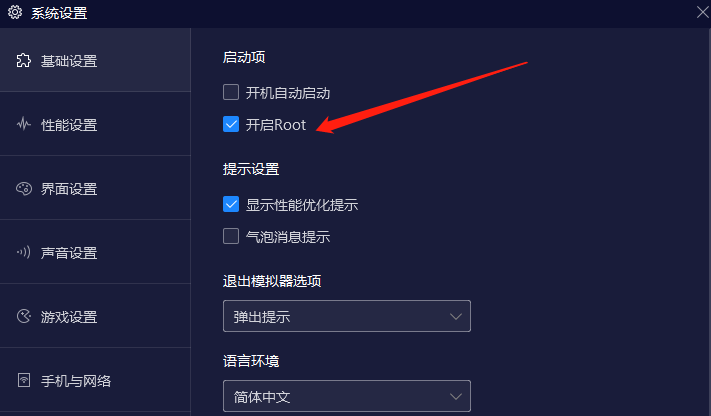 系统设置
基础设置
性能设置
界面设置
声音设置
游戏设置
手机与网络
启动项
开机自动启动
开启Root
提示设置
显示性能优化提示
气泡消息提示
退出模拟器选项
弹出提示
语言环境
简体中文